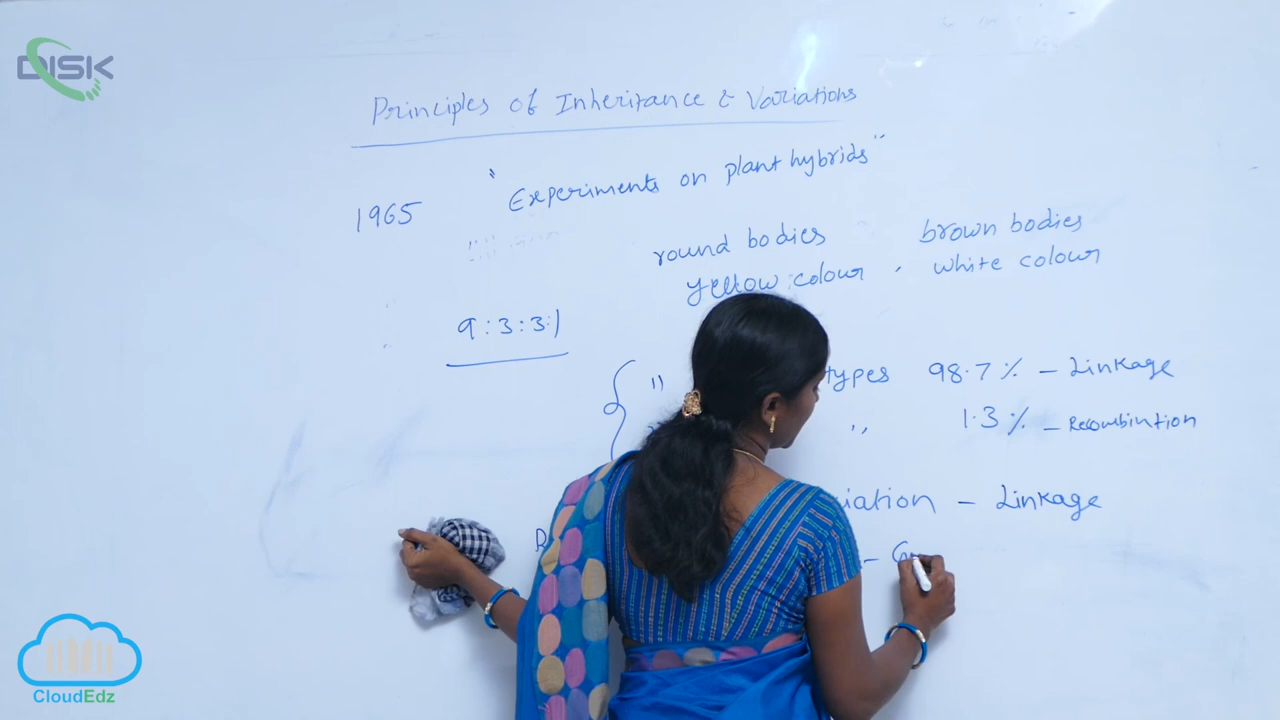 DISK
Principles of Inheritance & Variations
1965 "Experiments on plant hybrids"
round bodies brown bodies
yellow colour , white colour
9:3:3:1
" types 98.7% - Linkage
" 1.3% - Recombintion
iation - Linkage
CloudEdz